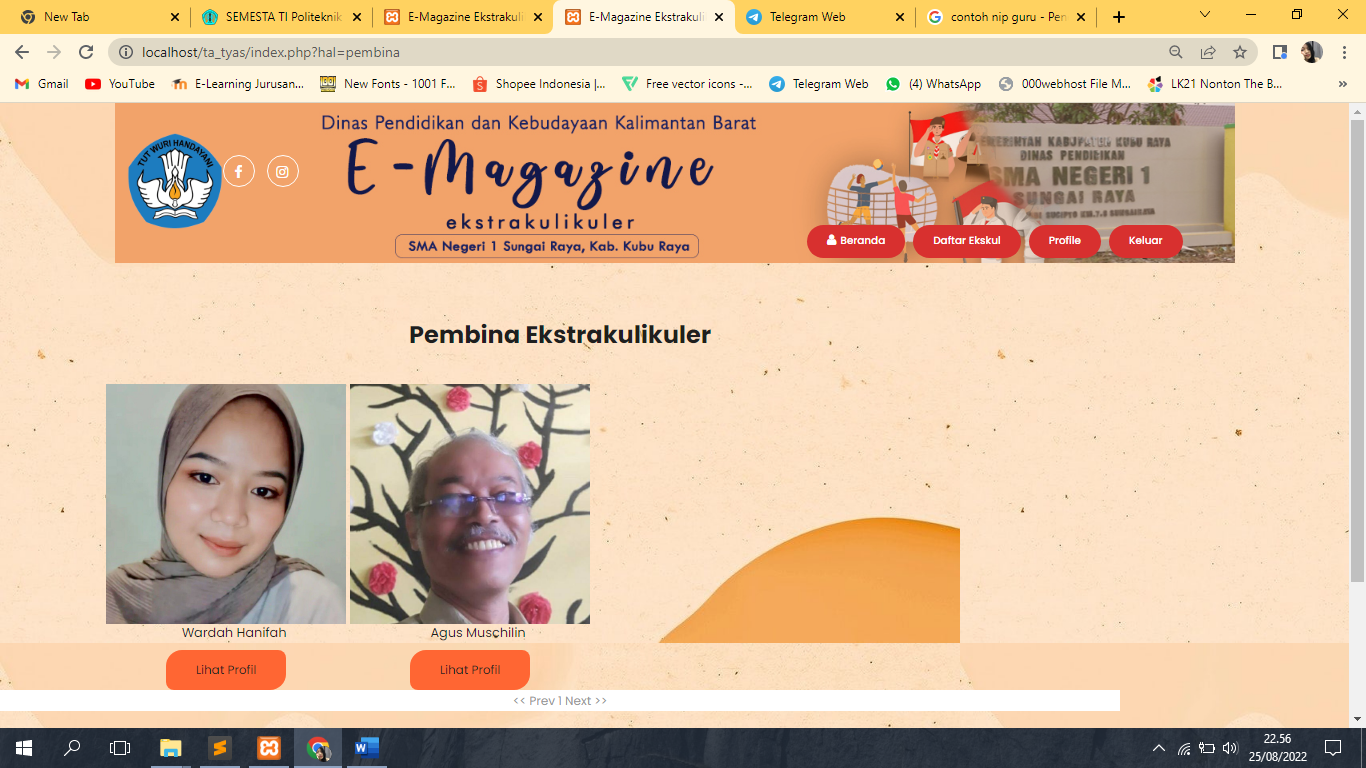 New Tab
SEMESTA TI Politeknik
E-Magazine Ekstrakuli
E-Magazine Ekstrakuli
Telegram Web
contoh nip guru - Pen
localhost/ta_tyas/index.php?hal=pembina
Gmail
YouTube
E-Learning Jurusan...
New Fonts - 1001 F...
Shopee Indonesia |...
Free vector icons -...
Telegram Web
(4) WhatsApp
000webhost File M...
LK21 Nonton The B...
»
TUT WURI HANDAYANI
Dinas Pendidikan dan Kebudayaan Kalimantan Barat
E-Magazine
ekstrakulikuler
SMA Negeri 1 Sungai Raya, Kab. Kubu Raya
KUBU RAYA
DINAS PENDIDIKAN
SMA NEGERI 1
SUNGAI RAYA
Beranda
Daftar Ekskul
Profile
Keluar
Pembina Ekstrakulikuler
Wardah Hanifah
Agus Muschilin
Lihat Profil
Lihat Profil
<< Prev 1 Next >>
22.56
25/08/2022